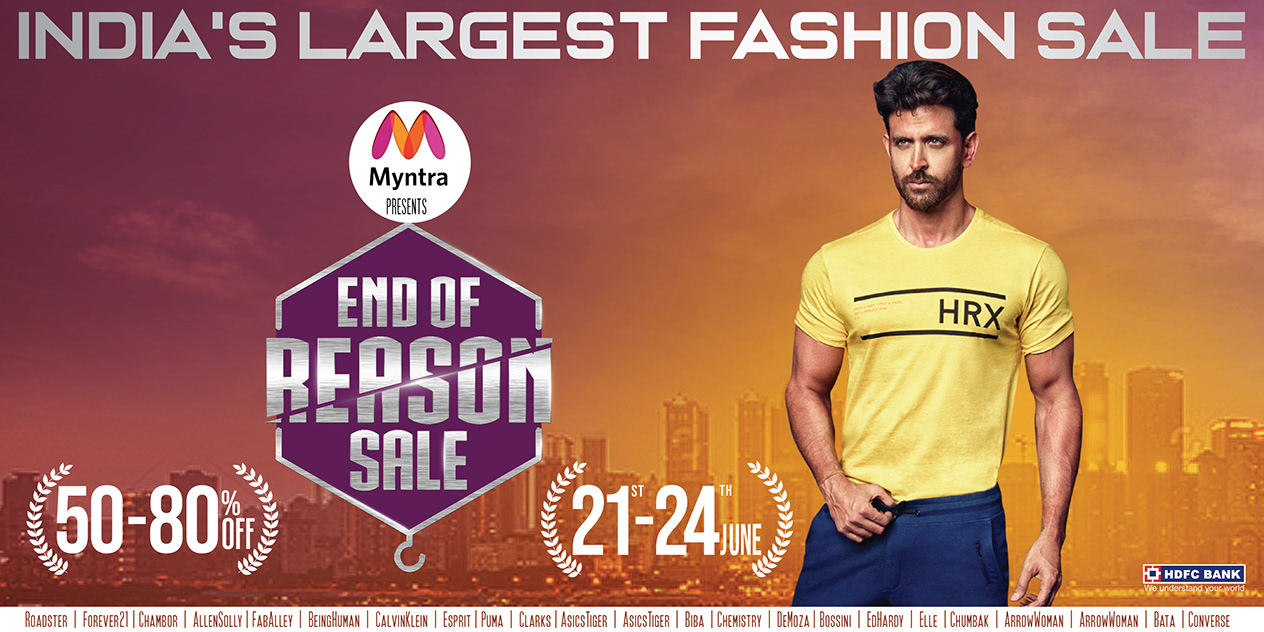 INDIA'S LARGEST FASHION SALE
Myntra
PRESENTS
END OF
REASON
SALE
50-80% OFF
21ST-24TH JUNE
HRX
HDFC BANK
We understand your world
ROADSTER | FOREVER21 | CHAMBOR | ALLENSOLLY | FABALLEY | BEINGHUMAN | CALVINKLEIN | ESPRIT | PUMA | CLARKS | ASICSTIGER | ASICSTIGER | BIBA | CHEMISTRY | DEMOZA | BOSSINI | EDHARDY | ELLE | CHUMBAK | ARROWWOMAN | ARROWWOMAN | BATA | CONVERSE